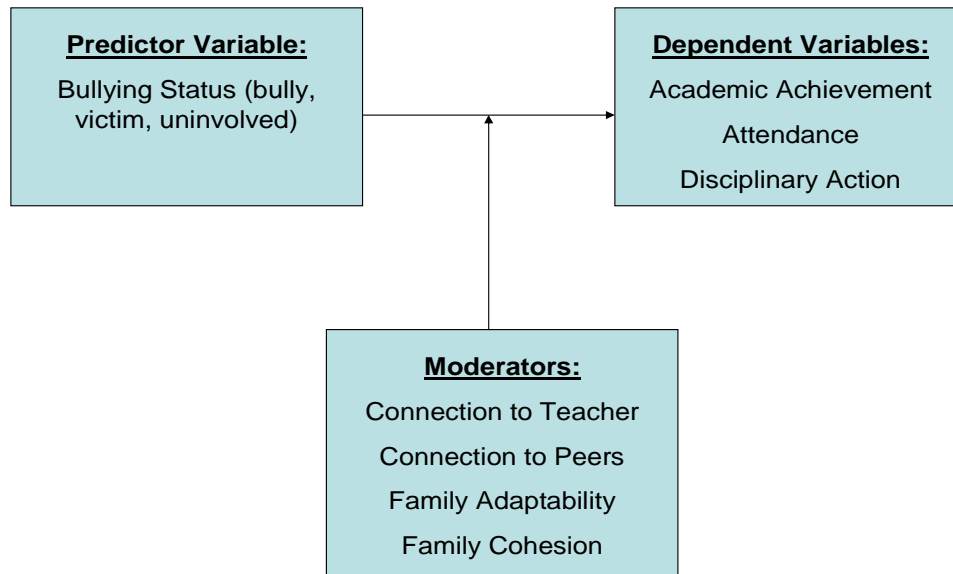 Predictor Variable:
Bullying Status (bully,
victim, uninvolved)
Dependent Variables:
Academic Achievement
Attendance
Disciplinary Action
Moderators:
Connection to Teacher
Connection to Peers
Family Adaptability
Family Cohesion